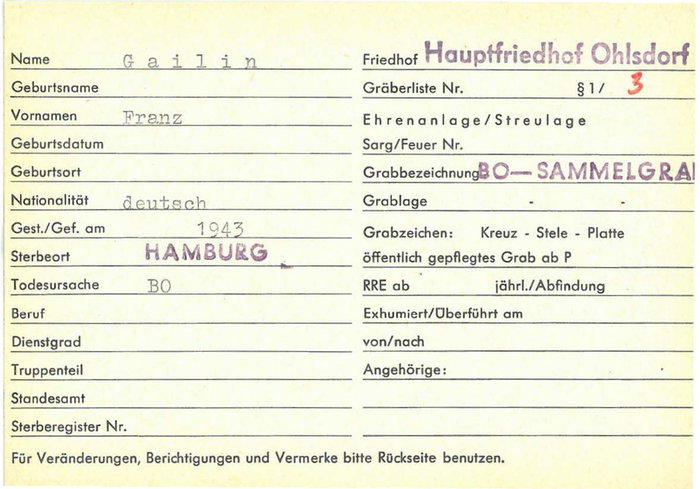 Name G a i l i n
Geburtsname
Vornamen Franz
Geburtsdatum
Geburtsort
Nationalität deutsch
Gest./Gef. am 1943
Sterbeort HAMBURG
Todesursache BO
Beruf
Dienstgrad
Truppenteil
Standesamt
Sterberegister Nr.
Friedhof Hauptfriedhof Ohlsdorf
Gräberliste Nr. § 1/ 3
Ehrenanlage/Streulage
Sarg/Feuer Nr.
Grabbezeichnung BO—SAMMELGRA
Grablage - -
Grabzeichen: Kreuz - Stele - Platte
öffentlich gepflegtes Grab ab P
RRE ab jährl./Abfindung
Exhumiert/Überführt am
von/nach
Angehörige:
Für Veränderungen, Berichtigungen und Vermerke bitte Rückseite benutzen.